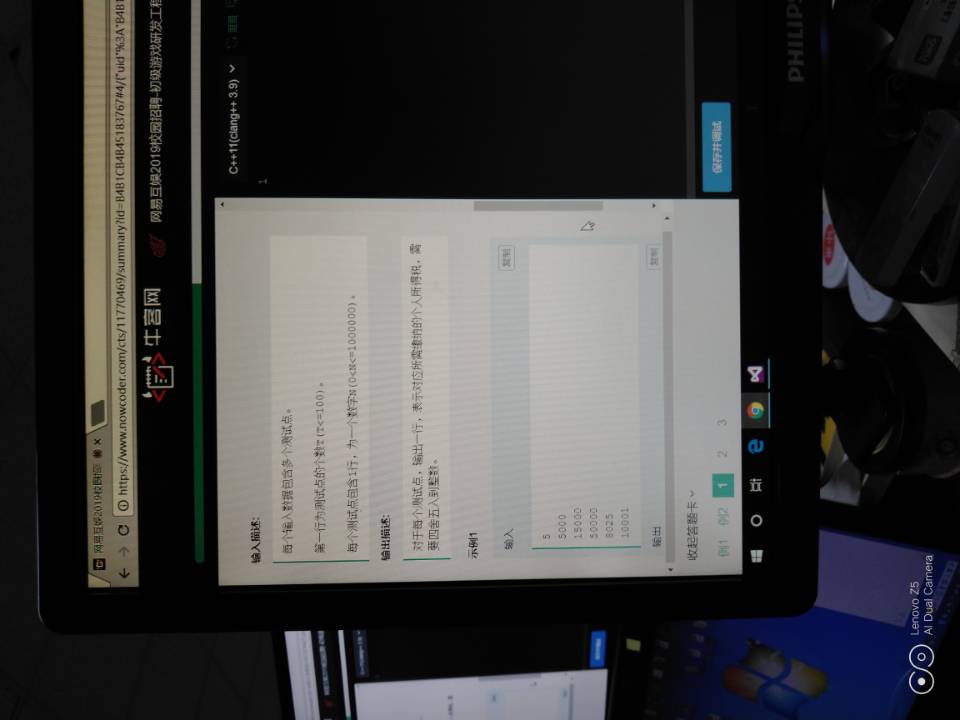 网易互娱2019校园招
https://www.nowcoder.com/cts/11770469/summary?id=B4B1CB4B45183767#4/{"uid"%3A"B4B1
牛客网
网易互娱2019校园招聘-初级游戏研发工程
输入描述:
C++11(clang++ 3.9)
1
每个输入数据包含多个测试点。
第一行为测试点的个数T(T<=100)。
每个测试点包含1行，为一个数字N(0<N<=1000000)。
输出描述:
对于每个测试点，输出一行，表示对应所需缴纳的个人所得税，需
要四舍五入到整数。
示例1
输入
复制
5
5000
15000
50000
8025
10001
输出
复制
收起答题卡
例1 例2 1 2 3
保存并调试
PHILIPS
Lenovo Z5
AI Dual Camera